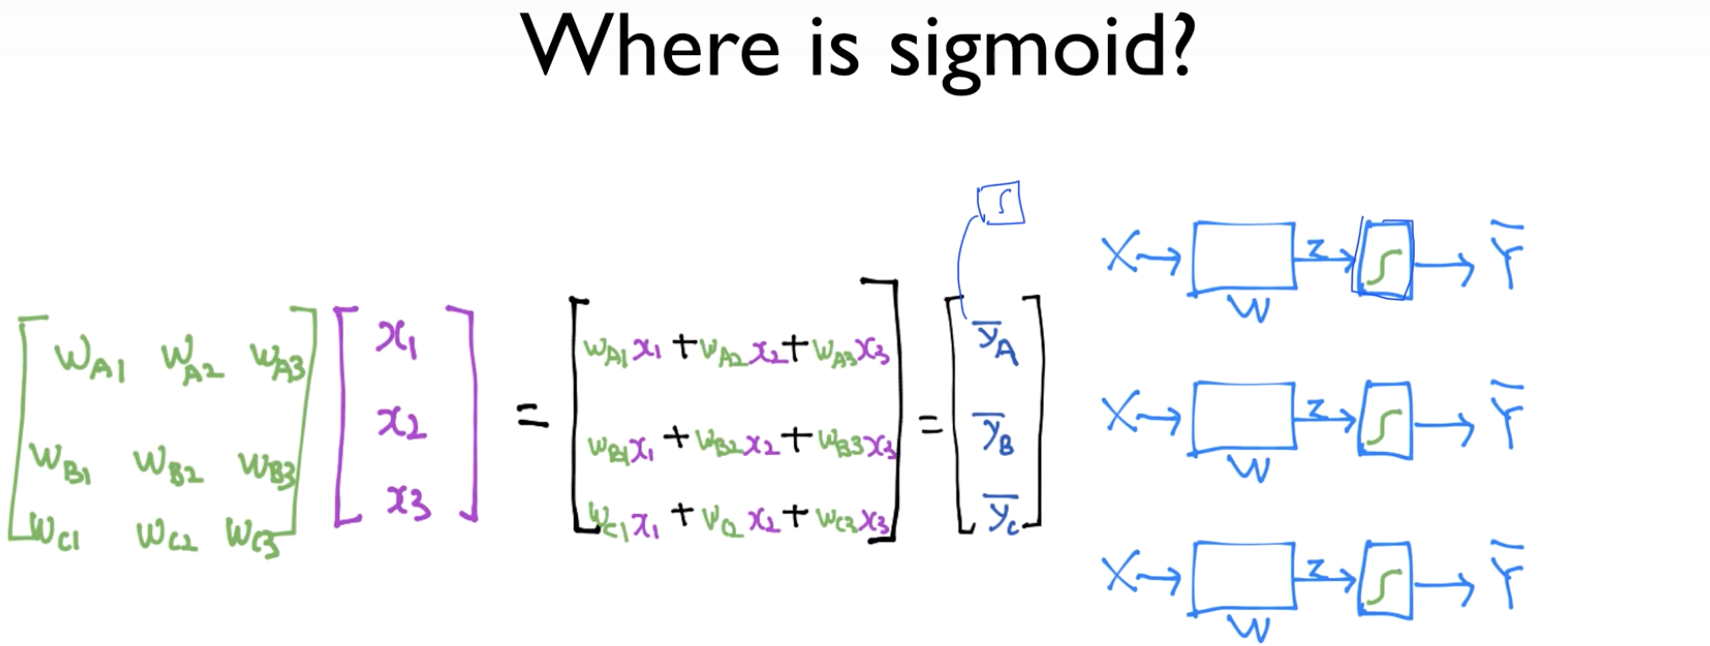 Where is sigmoid?
S
X → z → S → Ȳ
W
wA1 wA2 wA3 x1 wA1x1 + wA2x2 + wA3x3 ȳA
= =
wB1 wB2 wB3 x2 wB1x1 + wB2x2 + wB3x3 ȳB
X → z → S → Ȳ
W
wC1 wC2 wC3 x3 wC1x1 + wC2x2 + wC3x3 ȳC
X → z → S → Ȳ
W